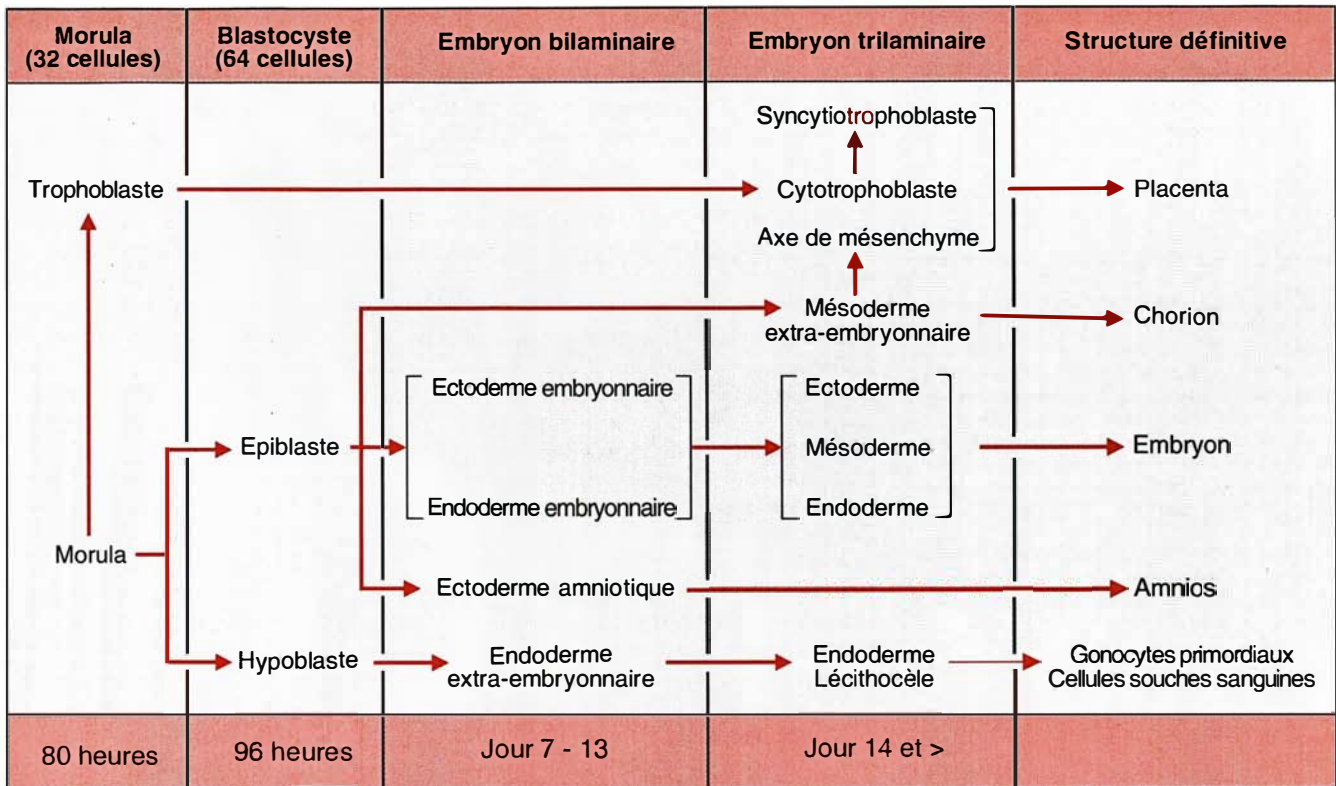 Morula
(32 cellules)
Blastocyste
(64 cellules)
Embryon bilaminaire
Embryon trilaminaire
Structure définitive
Syncytiotrophoblaste
Trophoblaste
Cytotrophoblaste
Placenta
Axe de mésenchyme
Mésoderme
extra-embryonnaire
Chorion
Ectoderme embryonnaire
Ectoderme
Epiblaste
Mésoderme
Embryon
Endoderme embryonnaire
Endoderme
Morula
Ectoderme amniotique
Amnios
Hypoblaste
Endoderme
extra-embryonnaire
Endoderme
Lécithocèle
Gonocytes primordiaux
Cellules souches sanguines
80 heures
96 heures
Jour 7 - 13
Jour 14 et >